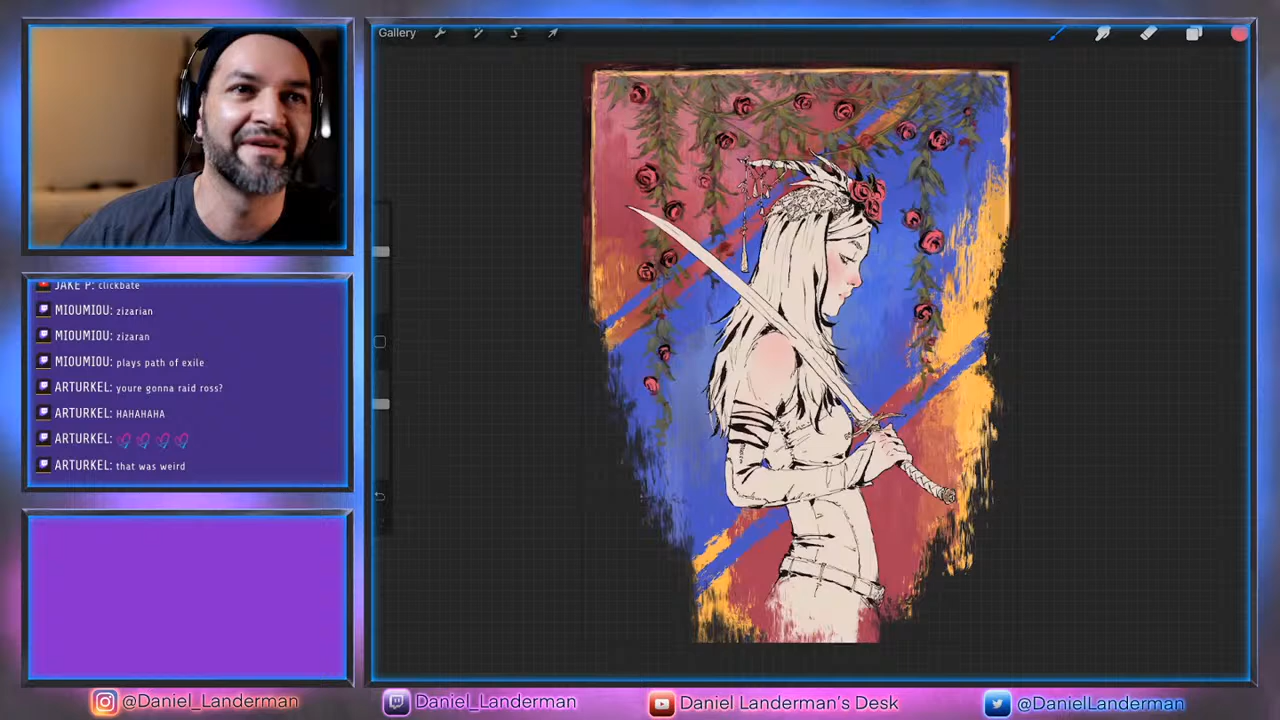 Gallery
JAKE P: clickbate
MIOUMIOU: zizarian
MIOUMIOU: zizaran
MIOUMIOU: plays path of exile
ARTURKEL: youre gonna raid ross?
ARTURKEL: HAHAHAHA
ARTURKEL:
ARTURKEL: that was weird
@Daniel_Landerman
Daniel_Landerman
Daniel Landerman's Desk
@DanielLanderman